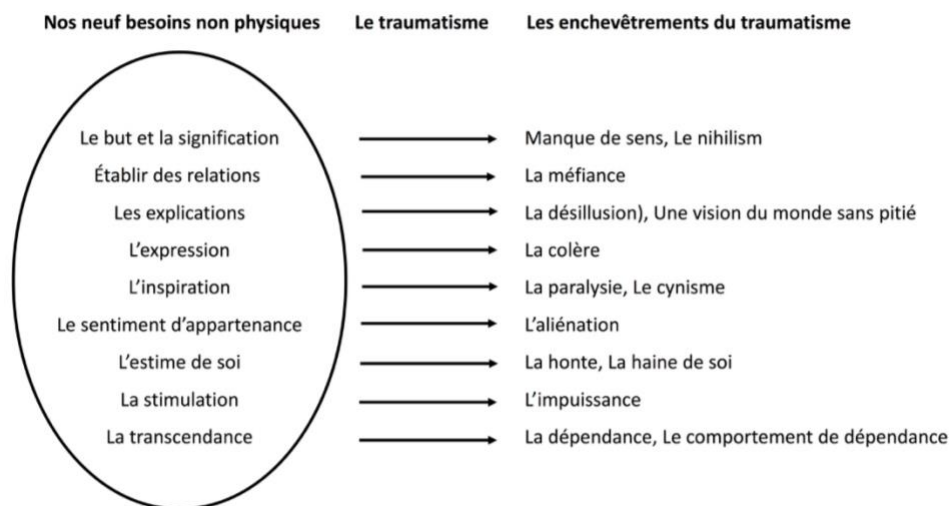 Nos neuf besoins non physiques Le traumatisme Les enchevêtrements du traumatisme
Le but et la signification Manque de sens, Le nihilism
Établir des relations La méfiance
Les explications La désillusion), Une vision du monde sans pitié
L'expression La colère
L'inspiration La paralysie, Le cynisme
Le sentiment d'appartenance L'aliénation
L'estime de soi La honte, La haine de soi
La stimulation L'impuissance
La transcendance La dépendance, Le comportement de dépendance